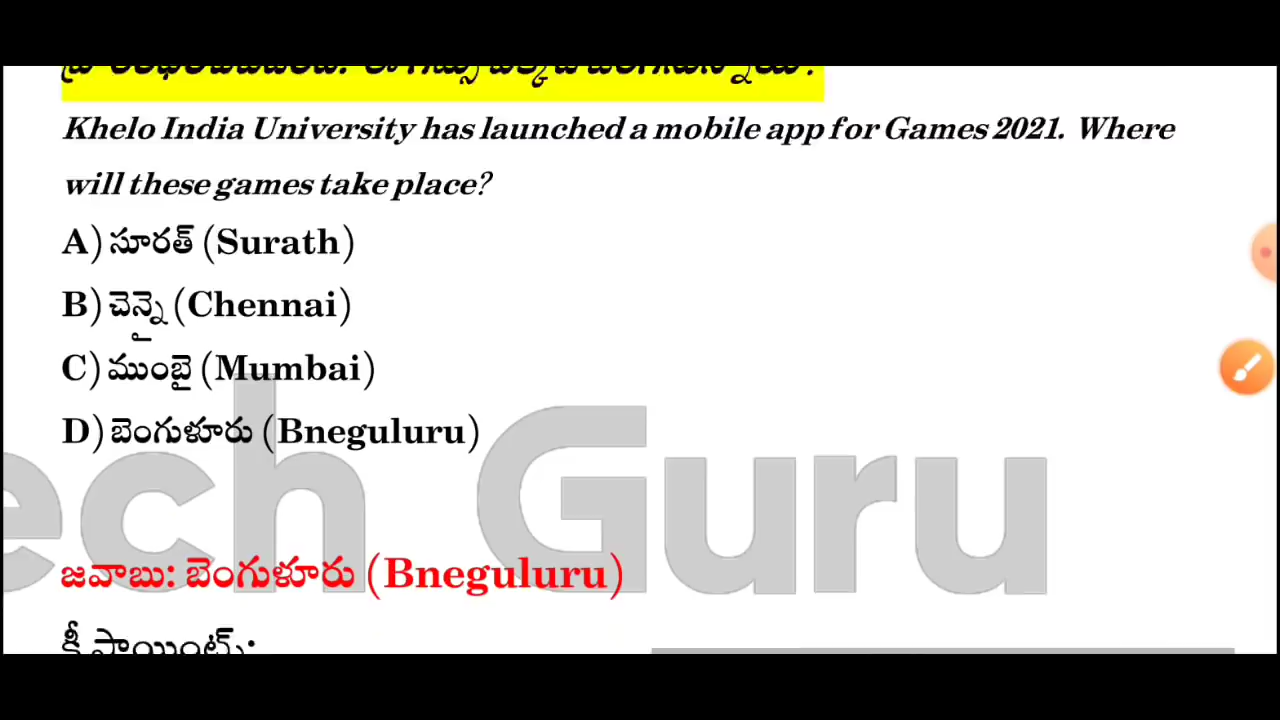 Khelo India University has launched a mobile app for Games 2021. Where
will these games take place?
A) సూరత్ (Surath)
B) చెన్నై (Chennai)
C) ముంబై (Mumbai)
D) బెంగుళూరు (Bneguluru)
ech Guru
జవాబు: బెంగుళూరు (Bneguluru)
కీ పాయింట్స్: